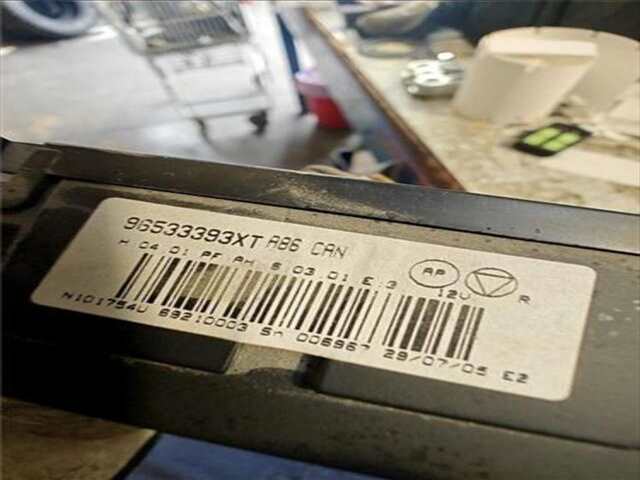 96533393XT A86 CAN
H 04 01 PF AH 6 03 01 E:3 AP 12V R
N101754U 69210003 SA 006967 29/07/05 E2